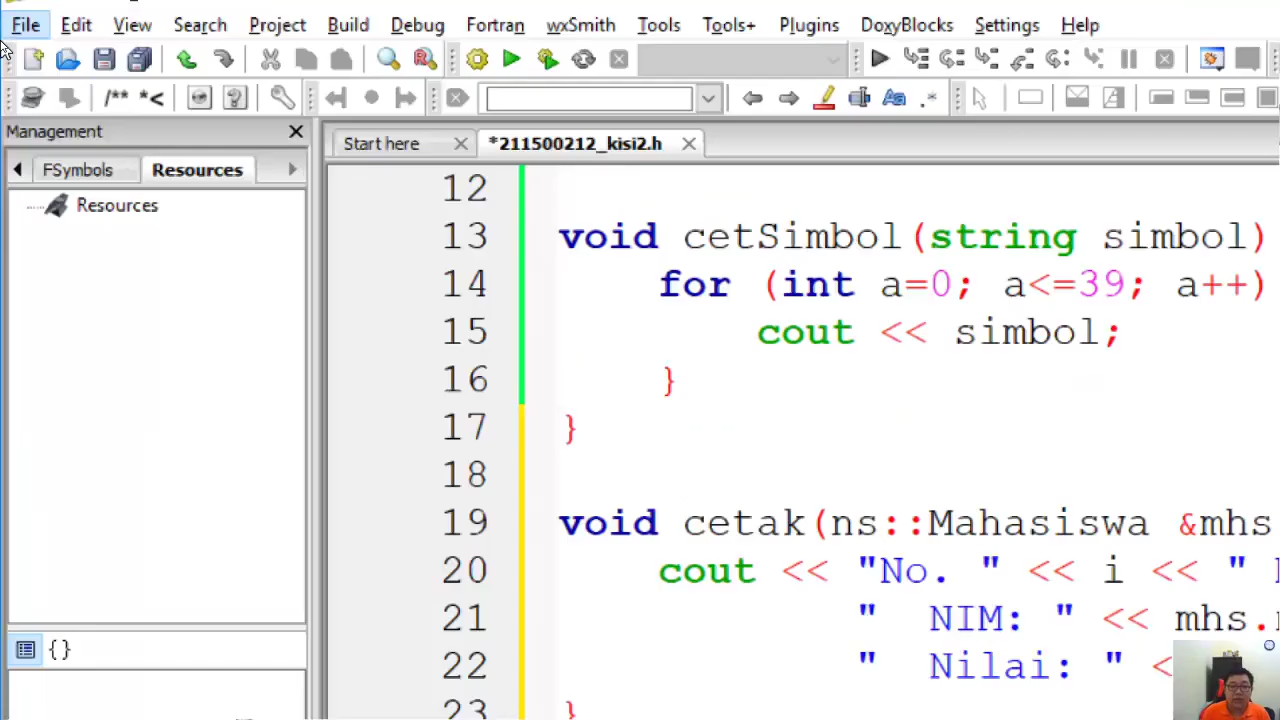 File Edit View Search Project Build Debug Fortran wxSmith Tools Tools+ Plugins DoxyBlocks Settings Help
/** *<
.*
Management
Start here *211500212_kisi2.h
FSymbols Resources
Resources
12
13 void cetSimbol(string simbol)
14 for (int a=0; a<=39; a++)
15 cout << simbol;
16 }
17 }
18
19 void cetak(ns::Mahasiswa &mhs
20 cout << "No. " << i << "
21 " NIM: " << mhs.
22 " Nilai: " <
23 }
{}